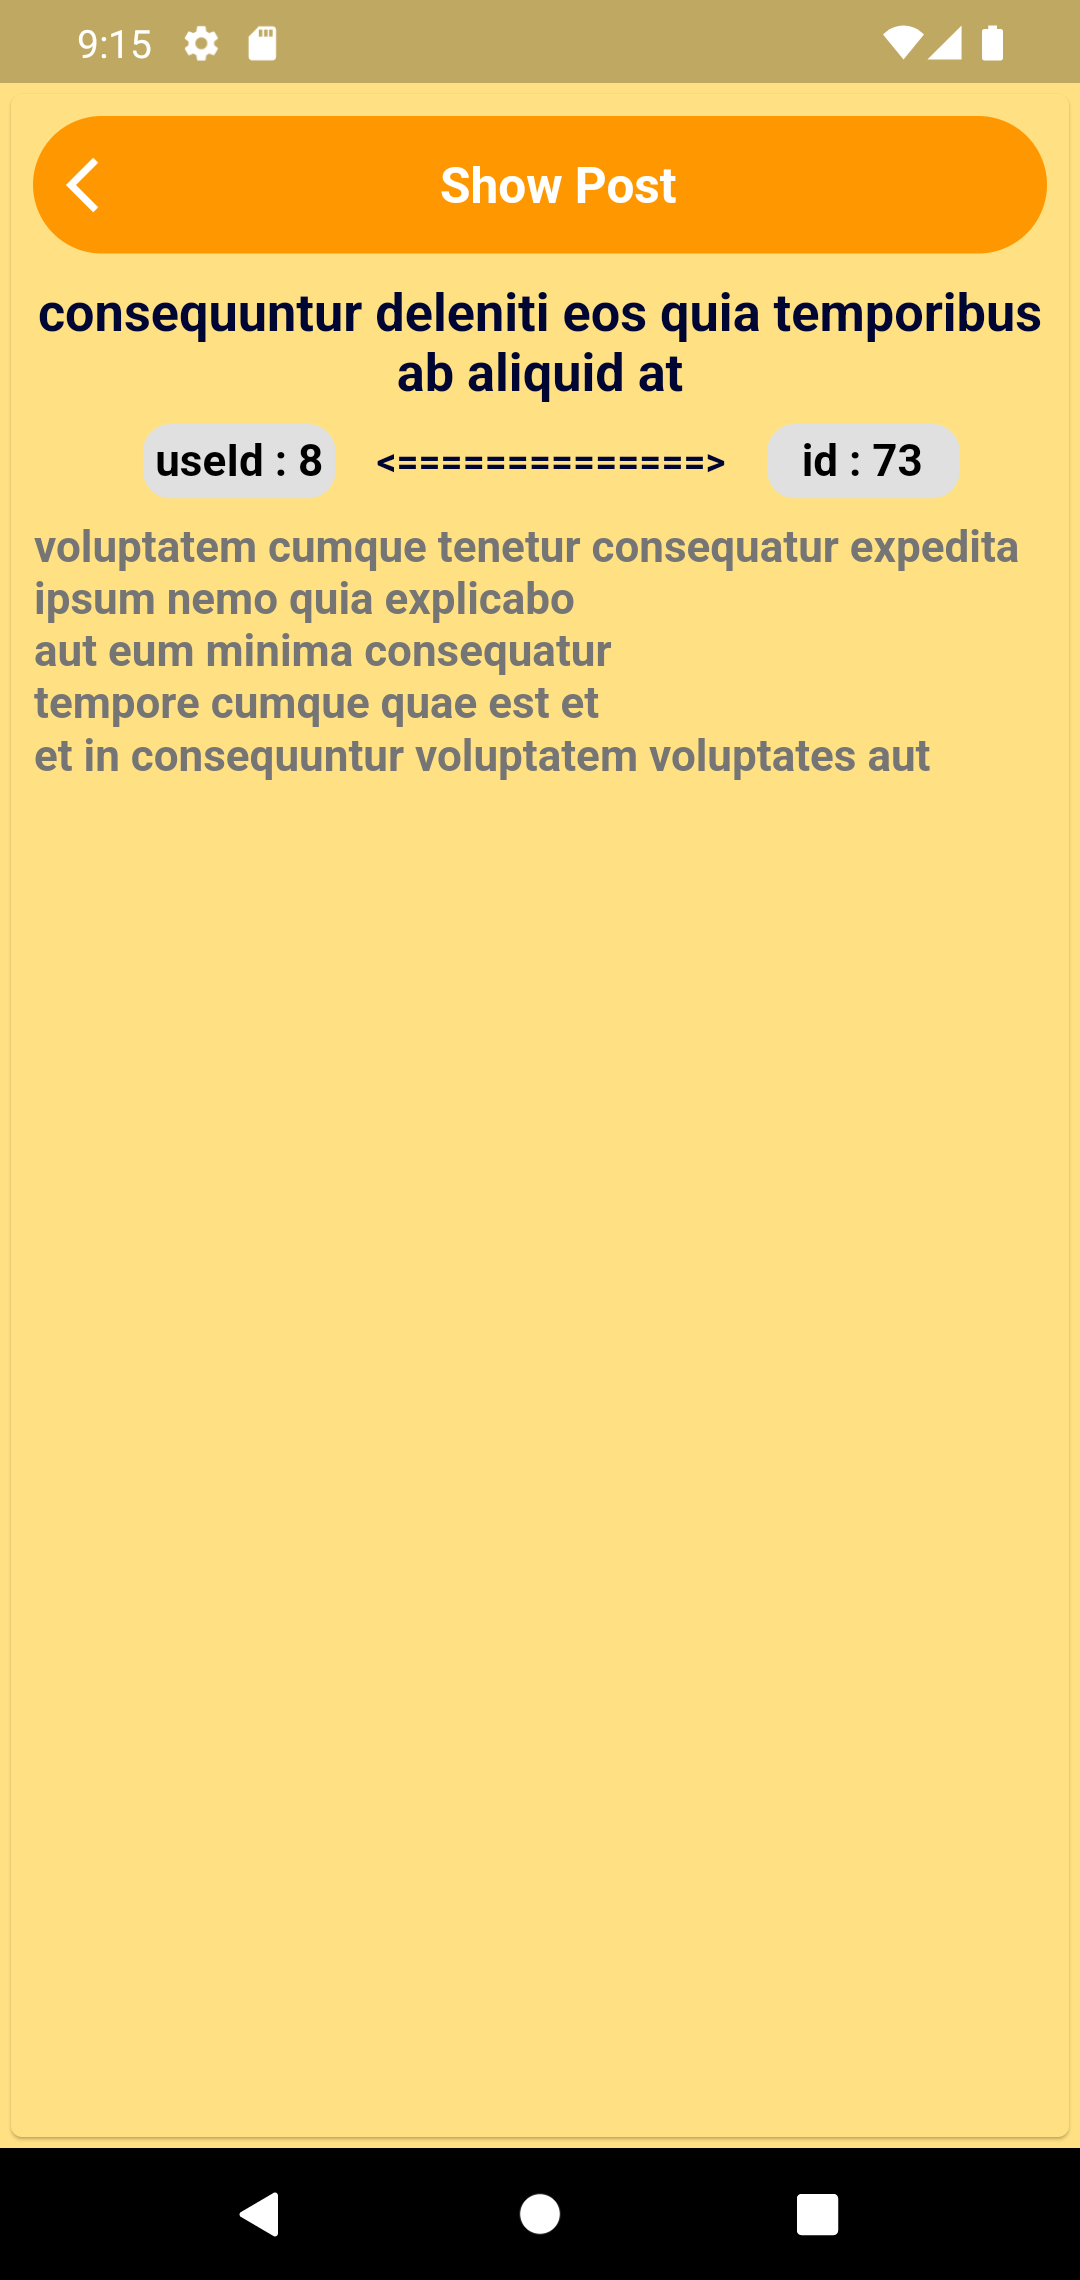 9:15
Show Post
consequuntur deleniti eos quia temporibus
ab aliquid at
useId : 8 <==============> id : 73
voluptatem cumque tenetur consequatur expedita
ipsum nemo quia explicabo
aut eum minima consequatur
tempore cumque quae est et
et in consequuntur voluptatem voluptates aut